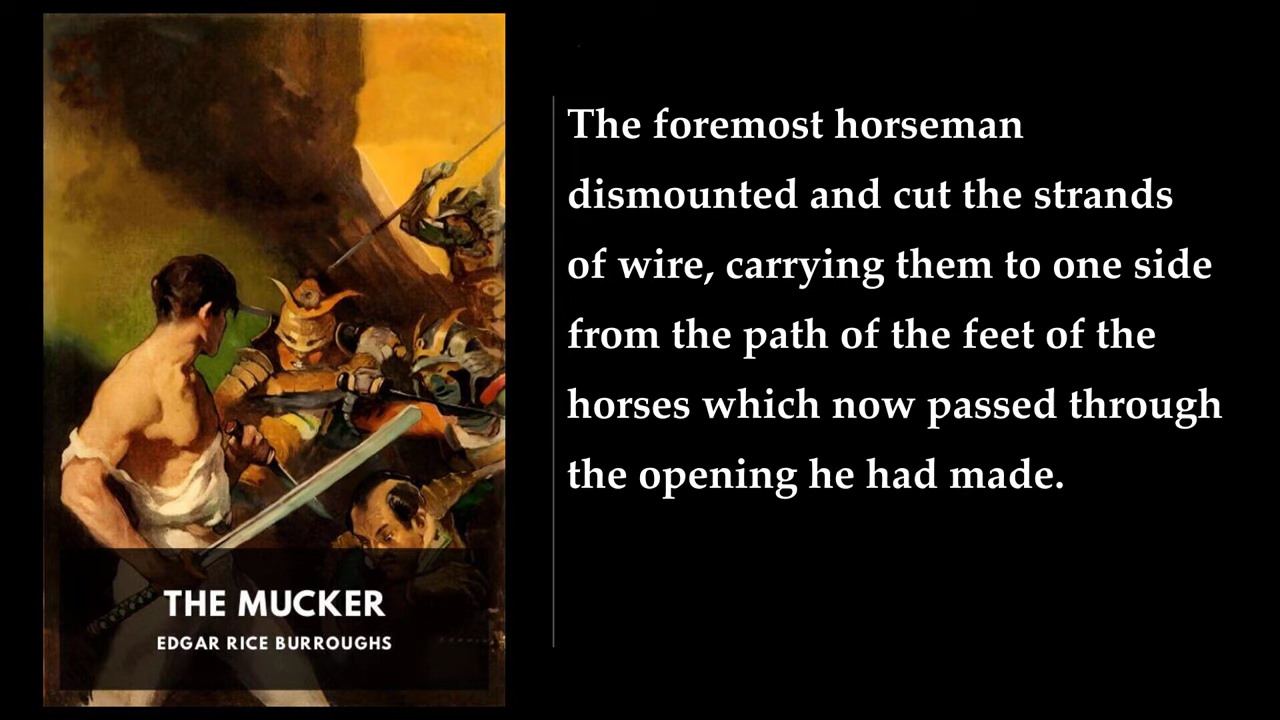 THE MUCKER
EDGAR RICE BURROUGHS
The foremost horseman
dismounted and cut the strands
of wire, carrying them to one side
from the path of the feet of the
horses which now passed through
the opening he had made.